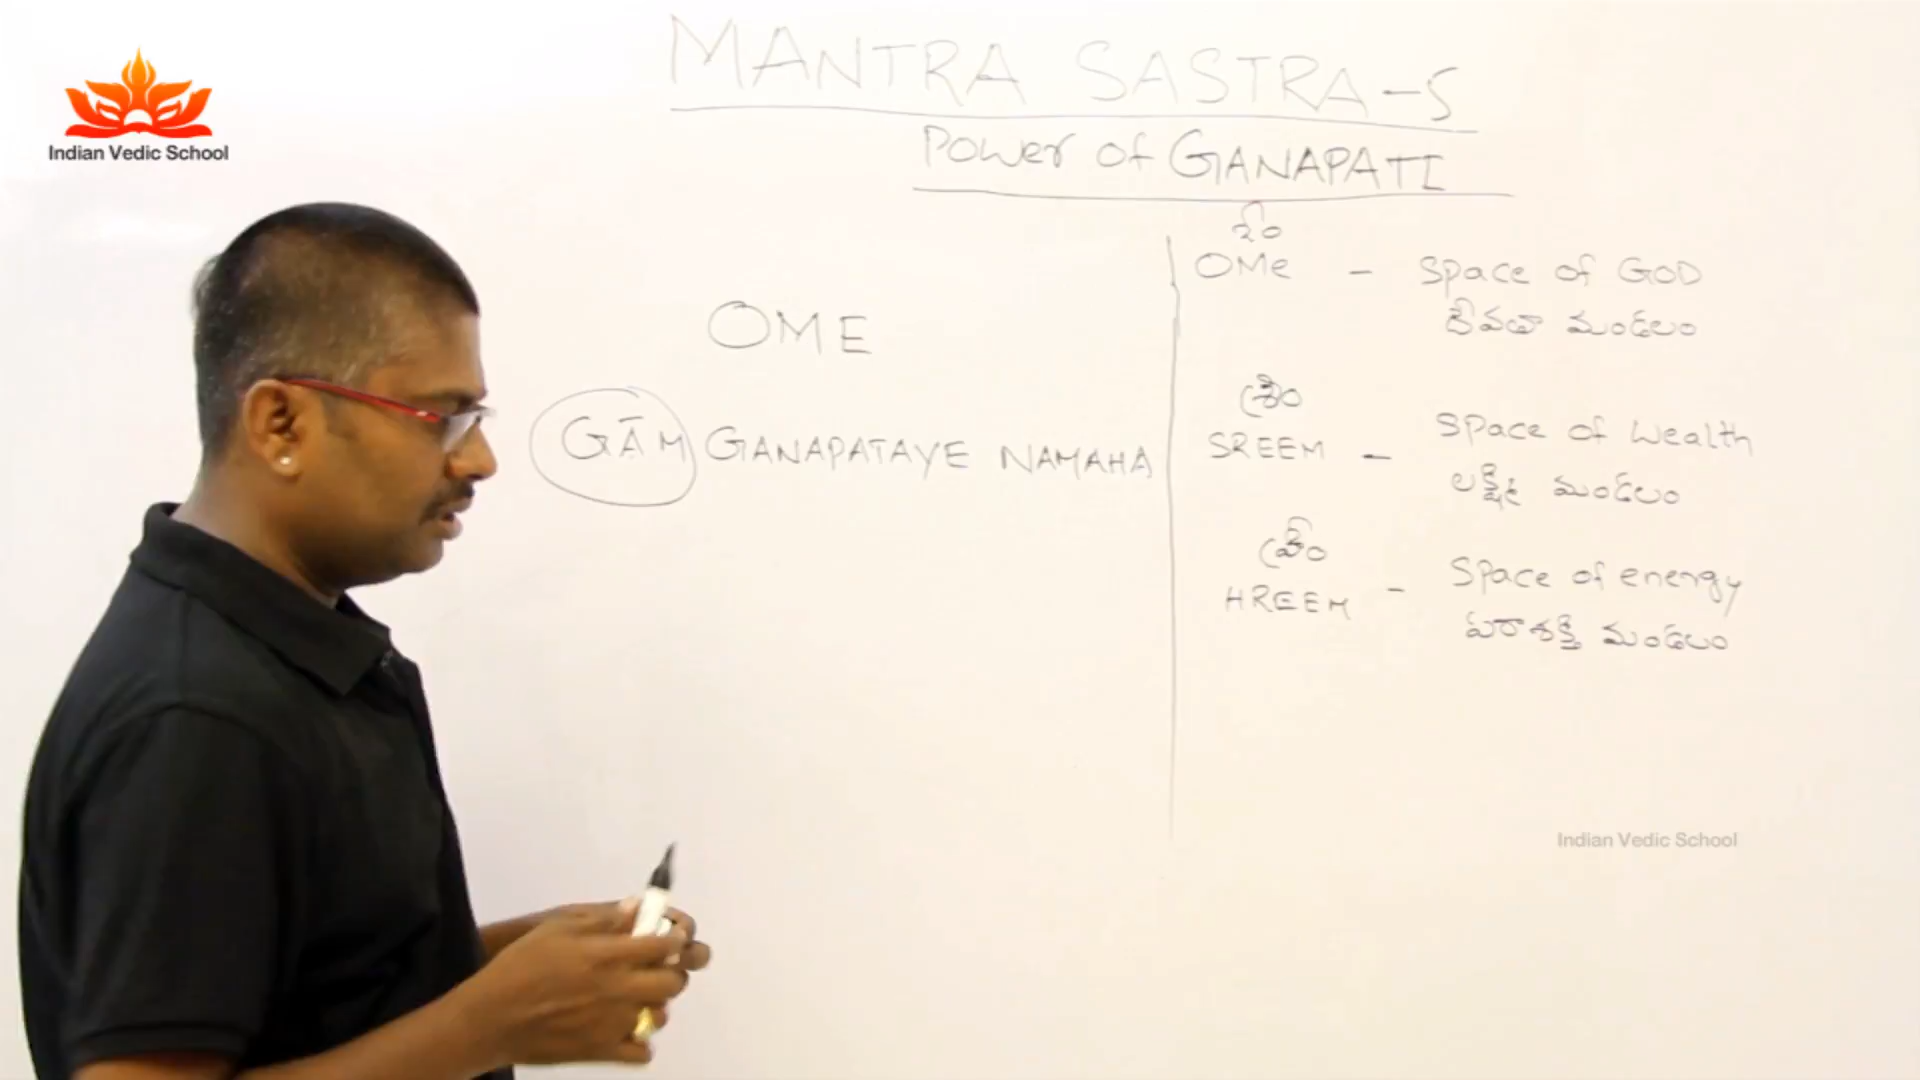 Indian Vedic School
MANTRA SASTRA-5
Power of GANAPATI
OME
GĀM GANAPATAYE NAMAHA
ఓం
OMe - Space of GOD
దేవతా మండలం
శ్రీం
SREEM - Space of Wealth
లక్ష్మీ మండలం
హ్రీం
HREEM - Space of energy
పరాశక్తి మండలం
Indian Vedic School